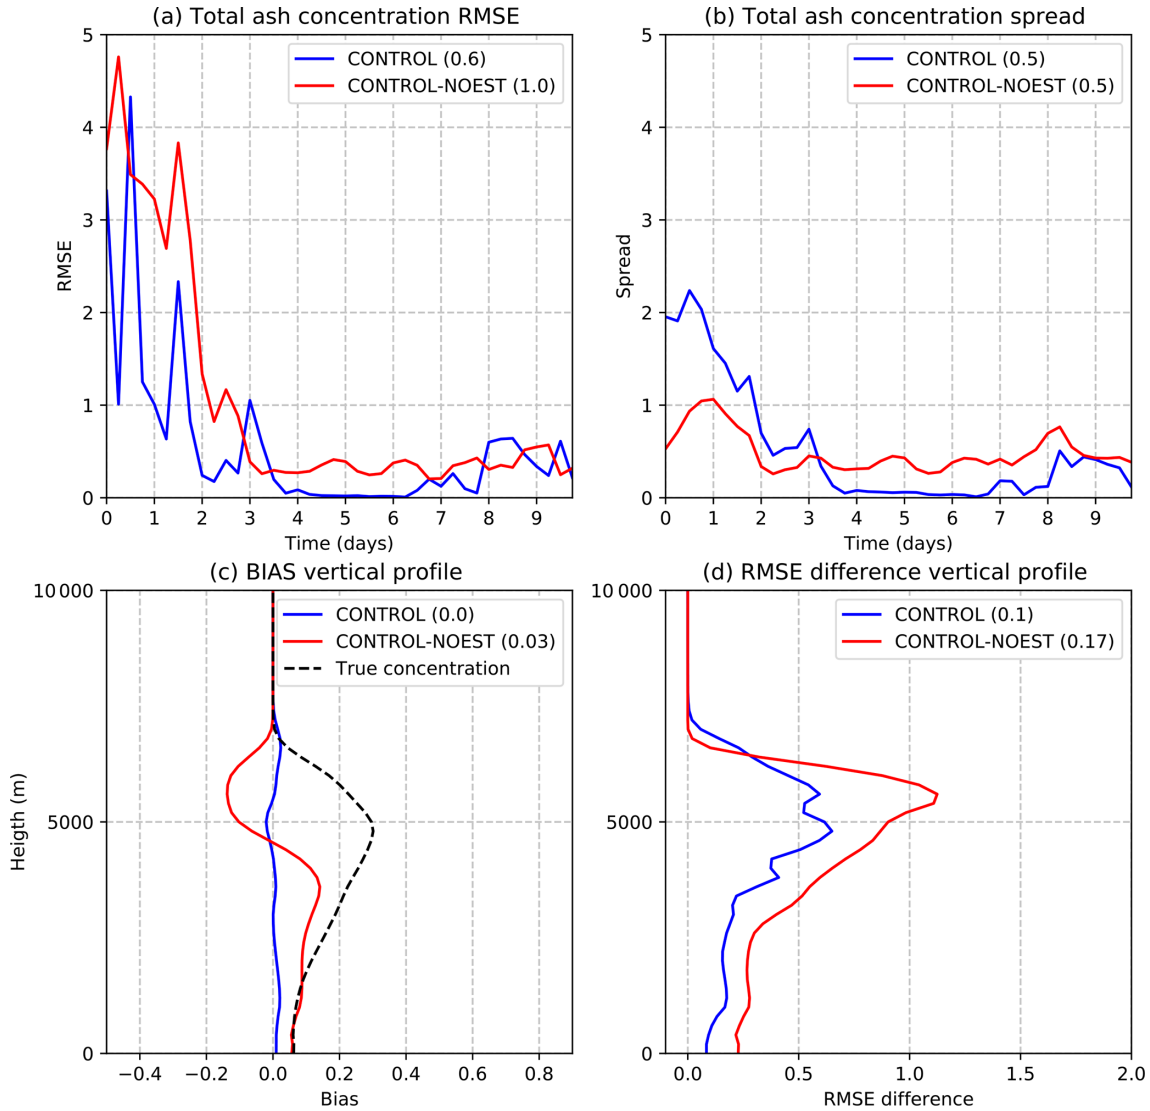 (a) Total ash concentration RMSE
5
4
3
2
1
0
RMSE
CONTROL (0.6)
CONTROL-NOEST (1.0)
0 1 2 3 4 5 6 7 8 9
Time (days)
(b) Total ash concentration spread
5
4
3
2
1
0
Spread
CONTROL (0.5)
CONTROL-NOEST (0.5)
0 1 2 3 4 5 6 7 8 9
Time (days)
(c) BIAS vertical profile
10 000
5000
0
Heigth (m)
CONTROL (0.0)
CONTROL-NOEST (0.03)
True concentration
−0.4 −0.2 0.0 0.2 0.4 0.6 0.8
Bias
(d) RMSE difference vertical profile
10 000
5000
0
CONTROL (0.1)
CONTROL-NOEST (0.17)
0.0 0.5 1.0 1.5 2.0
RMSE difference